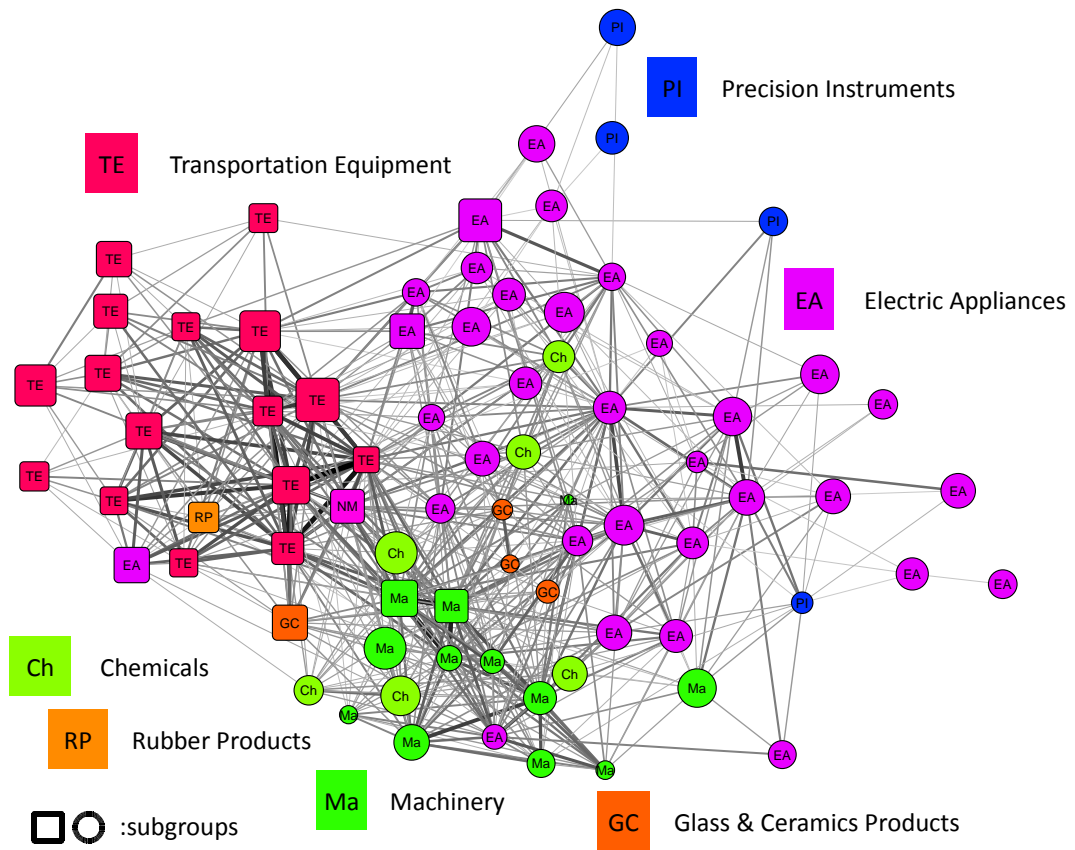 PI
PI Precision Instruments
PI
EA
TE Transportation Equipment
EA
TE
EA
PI
TE
EA
EA
EA
EA
EA Electric Appliances
TE
EA
TE
TE
EA
EA
EA
Ch
TE
EA
TE
EA
TE
EA
TE
EA
EA
EA
TE
Ch
TE
EA
EA
TE
TE
EA
TE
Ma
EA
EA
NM
EA
GC
RP
EA
TE
Ch
EA
EA
EA
TE
GC
EA
EA
GC
Ma
Ma
PI
GC
EA
EA
Ma
Ma
Ma
Ch Chemicals
Ch
Ch
Ch
Ma
Ma
Ma
RP Rubber Products
Ma
EA
EA
Ma
Ma
Ma Machinery
GC Glass & Ceramics Products
:subgroups